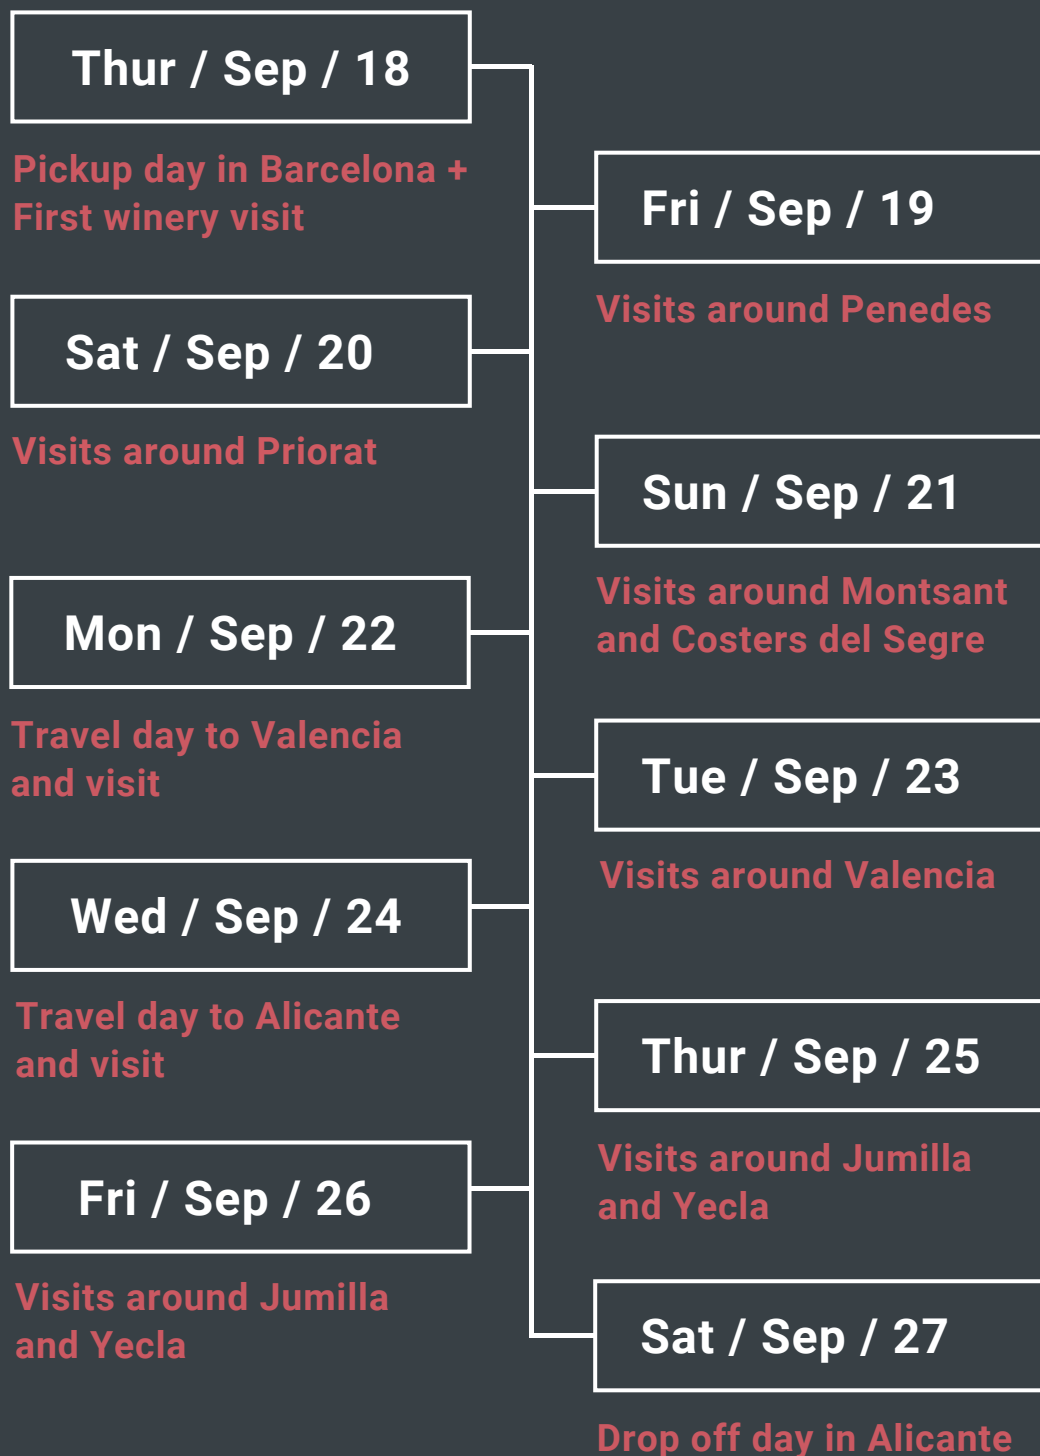 Thur / Sep / 18
Pickup day in Barcelona +
First winery visit
Fri / Sep / 19
Visits around Penedes
Sat / Sep / 20
Visits around Priorat
Sun / Sep / 21
Visits around Montsant
and Costers del Segre
Mon / Sep / 22
Travel day to Valencia
and visit
Tue / Sep / 23
Visits around Valencia
Wed / Sep / 24
Travel day to Alicante
and visit
Thur / Sep / 25
Visits around Jumilla
and Yecla
Fri / Sep / 26
Visits around Jumilla
and Yecla
Sat / Sep / 27
Drop off day in Alicante